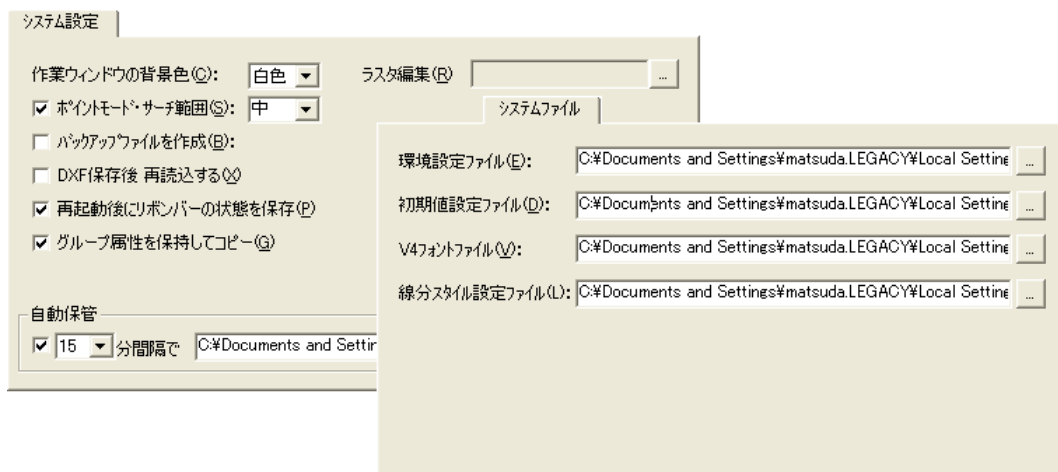 システム設定
作業ウィンドウの背景色(C): 白色
ラスタ編集(R) ...
ポイントモード・サーチ範囲(S): 中
バックアップファイルを作成(B):
DXF保存後 再読込する(X)
再起動後にリボンバーの状態を保存(P)
グループ属性を保持してコピー(G)
自動保管
15 分間隔で C:¥Documents and Settin
システムファイル
環境設定ファイル(E): C:¥Documents and Settings¥matsuda.LEGACY¥Local Setting ...
初期値設定ファイル(D): C:¥Documents and Settings¥matsuda.LEGACY¥Local Setting ...
V4フォントファイル(V): C:¥Documents and Settings¥matsuda.LEGACY¥Local Setting ...
線分スタイル設定ファイル(L): C:¥Documents and Settings¥matsuda.LEGACY¥Local Setting ...